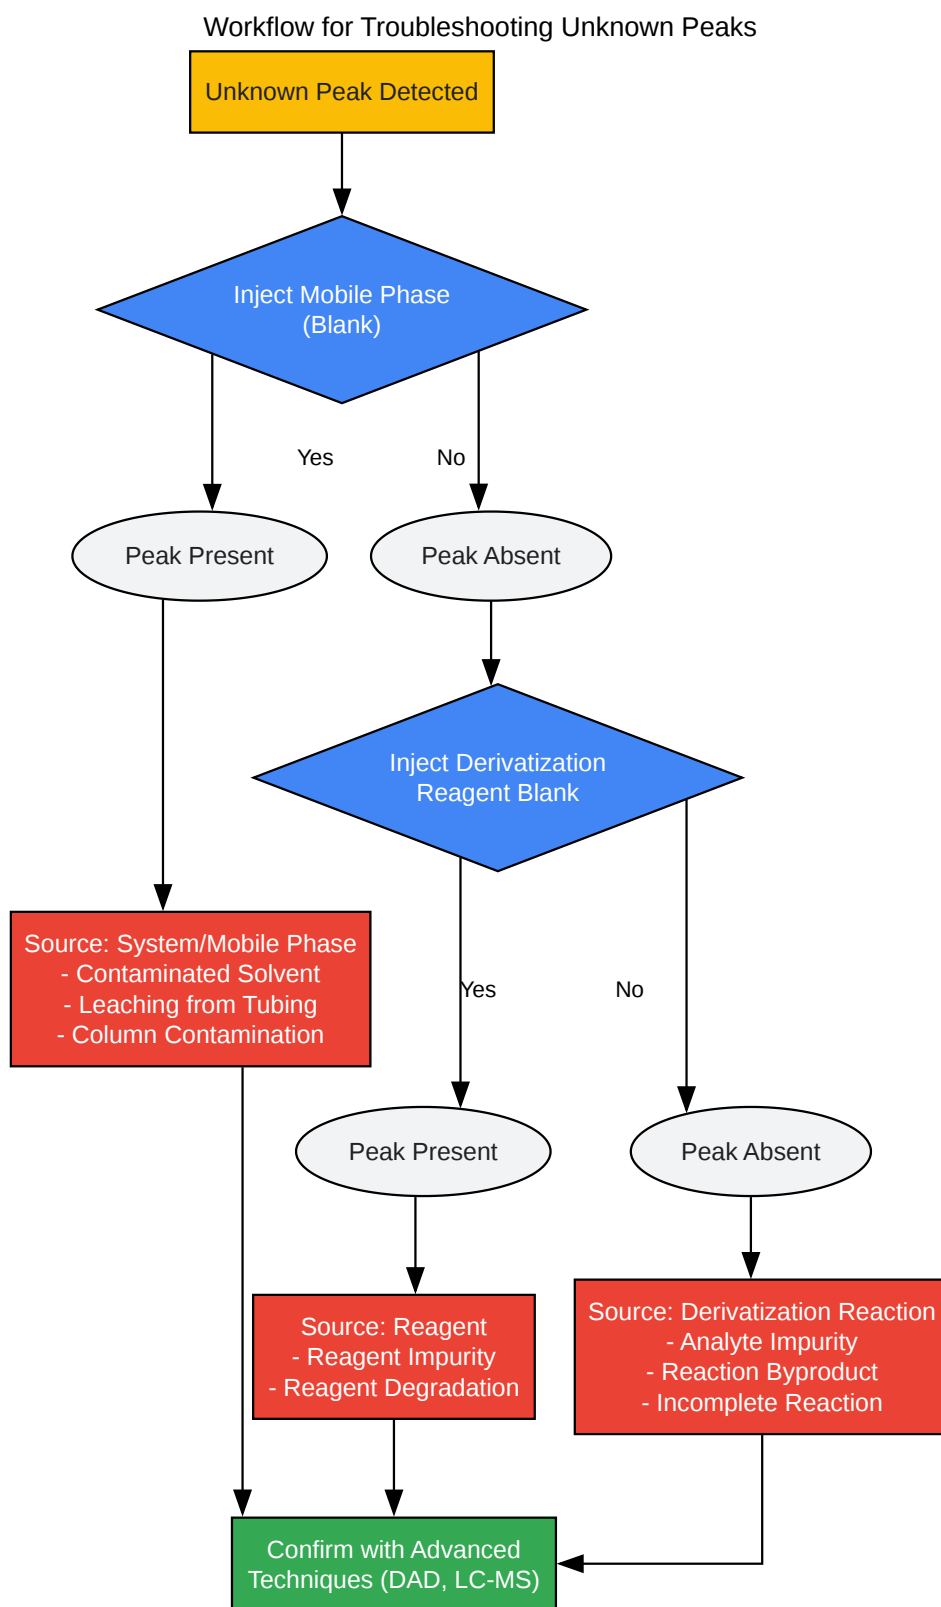 Workflow for Troubleshooting Unknown Peaks
Unknown Peak Detected
Inject Mobile Phase
(Blank)
Yes
No
Peak Present
Peak Absent
Inject Derivatization
Reagent Blank
Source: System/Mobile Phase
- Contaminated Solvent
- Leaching from Tubing
- Column Contamination
Yes
No
Peak Present
Peak Absent
Source: Reagent
- Reagent Impurity
- Reagent Degradation
Source: Derivatization Reaction
- Analyte Impurity
- Reaction Byproduct
- Incomplete Reaction
Confirm with Advanced
Techniques (DAD, LC-MS)